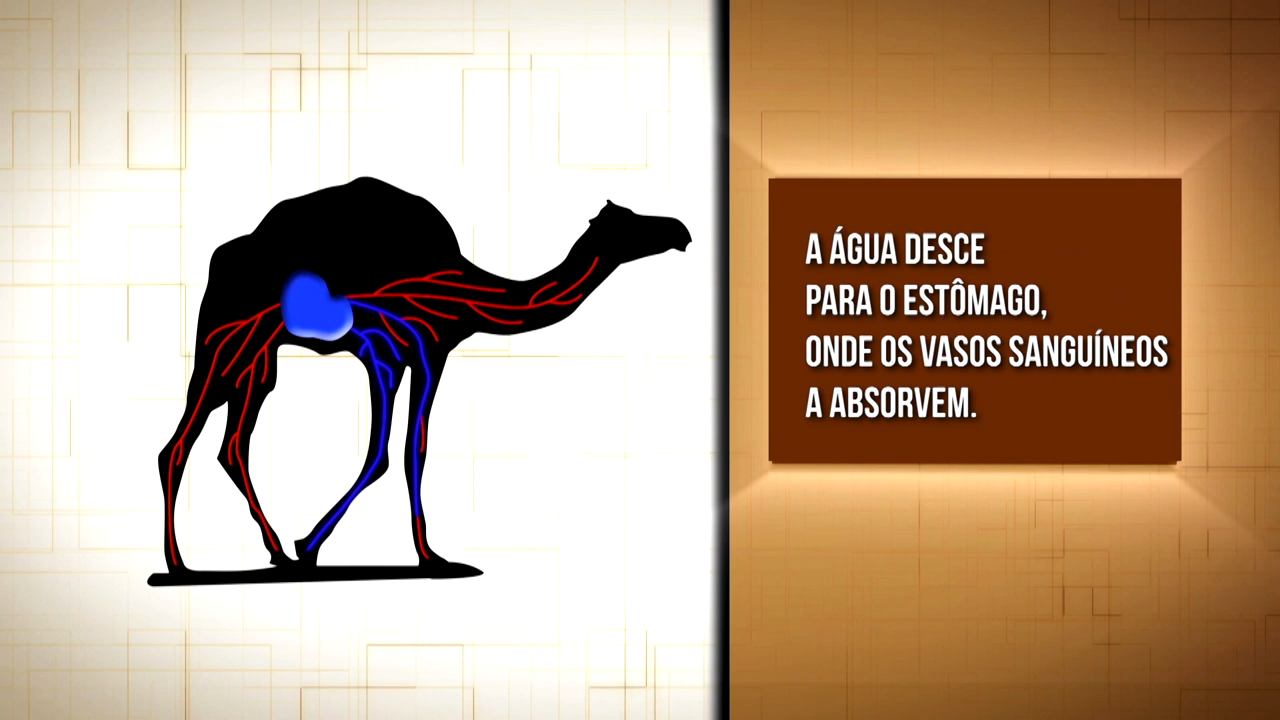 A ÁGUA DESCE
PARA O ESTÔMAGO,
ONDE OS VASOS SANGUÍNEOS
A ABSORVEM.